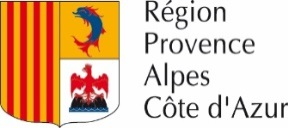 Région
Provence
Alpes
Côte d'Azur